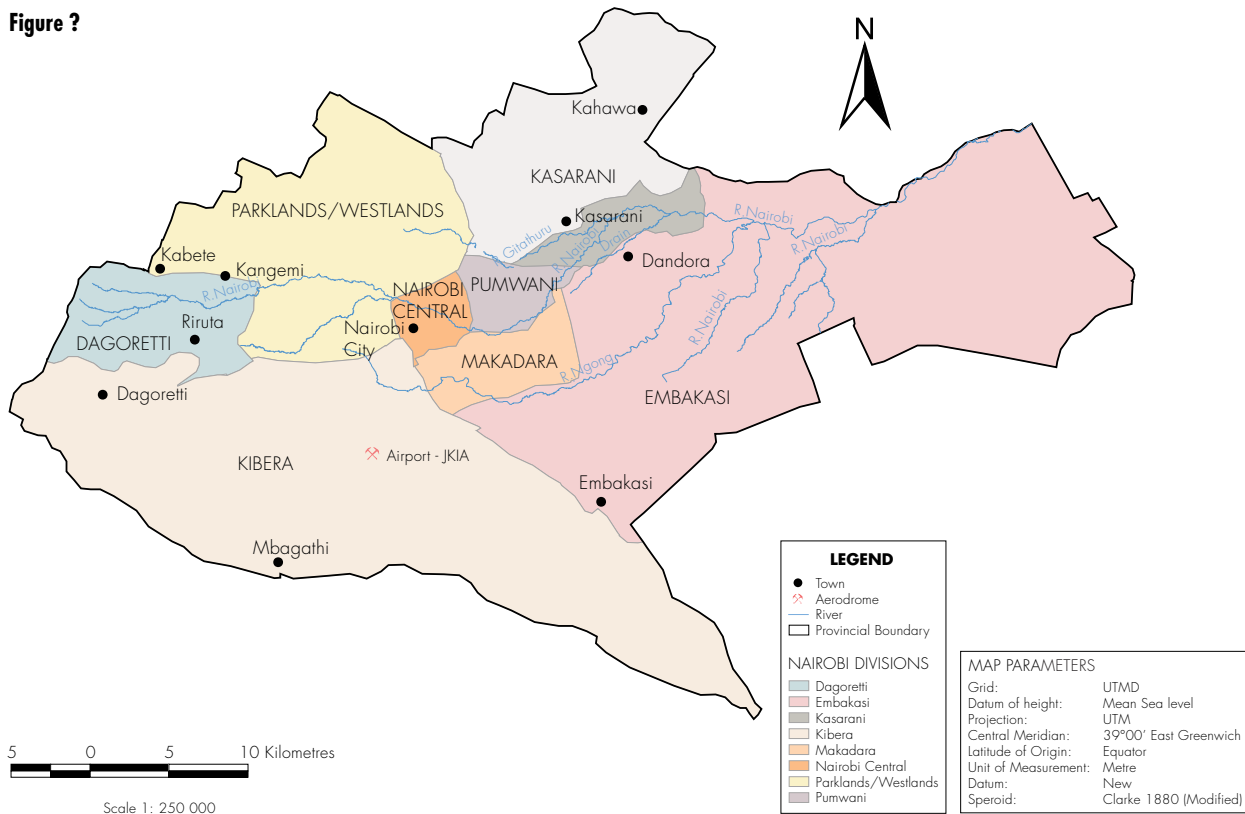 Figure ?
N
Kahawa
KASARANI
Kasarani
PARKLANDS/WESTLANDS
R.Gitathuru
R.Nairobi
Drain
R.Nairobi
R.Nairobi
Kabete
Kangemi
Dandora
R.Nairobi
PUMWANI
NAIROBI
CENTRAL
Riruta
Nairobi
City
R.Nairobi
DAGORETTI
MAKADARA
R.Ngong
Dagoretti
EMBAKASI
KIBERA
Airport - JKIA
Embakasi
Mbagathi
LEGEND
Town
Aerodrome
River
Provincial Boundary
NAIROBI DIVISIONS
Dagoretti
Embakasi
Kasarani
Kibera
Makadara
Nairobi Central
Parklands/Westlands
Pumwani
MAP PARAMETERS
Grid: UTMD
Datum of height: Mean Sea level
Projection: UTM
Central Meridian: 39°00' East Greenwich
Latitude of Origin: Equator
Unit of Measurement: Metre
Datum: New
Speroid: Clarke 1880 (Modified)
5 0 5 10 Kilometres
Scale 1: 250 000